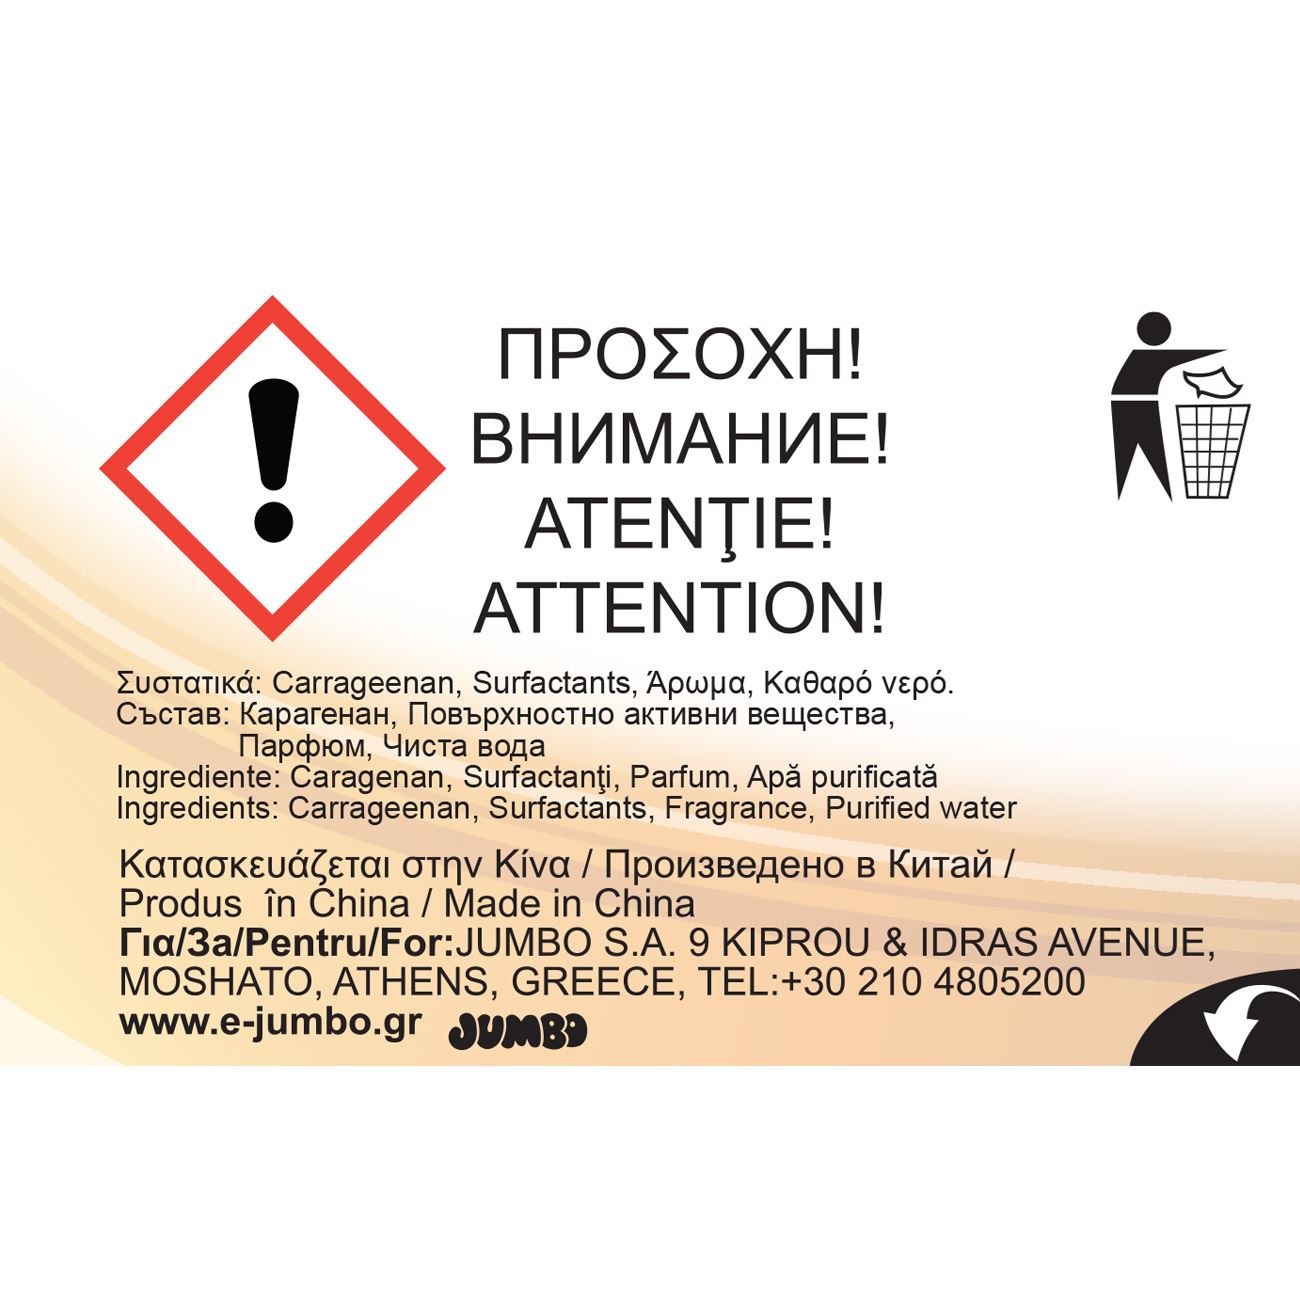 ΠΡΟΣΟΧΗ!
ВНИМАНИЕ!
ATENŢIE!
ATTENTION!
Συστατικά: Carrageenan, Surfactants, Άρωμα, Καθαρό νερό.
Състав: Карагенан, Повърхностно активни вещества,
Парфюм, Чиста вода
Ingrediente: Caragenan, Surfactanţi, Parfum, Apă purificată
Ingredients: Carrageenan, Surfactants, Fragrance, Purified water
Κατασκευάζεται στην Κίνα / Произведено в Китай /
Produs în China / Made in China
Για/За/Pentru/For:JUMBO S.A. 9 KIPROU & IDRAS AVENUE,
MOSHATO, ATHENS, GREECE, TEL:+30 210 4805200
www.e-jumbo.gr JUMBO